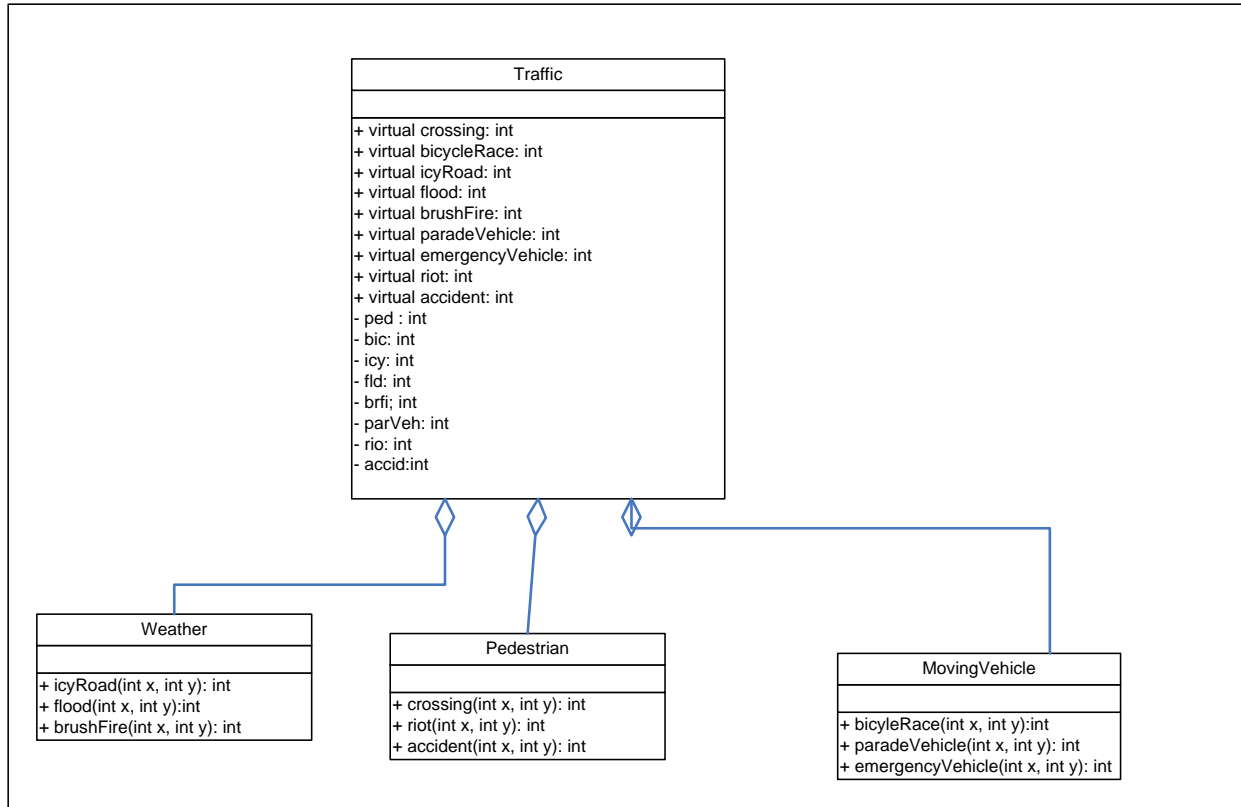 Traffic
+ virtual crossing: int
+ virtual bicycleRace: int
+ virtual icyRoad: int
+ virtual flood: int
+ virtual brushFire: int
+ virtual paradeVehicle: int
+ virtual emergencyVehicle: int
+ virtual riot: int
+ virtual accident: int
- ped : int
- bic: int
- icy: int
- fld: int
- brfi; int
- parVeh: int
- rio: int
- accid:int
Weather
+ icyRoad(int x, int y): int
+ flood(int x, int y):int
+ brushFire(int x, int y): int
Pedestrian
+ crossing(int x, int y): int
+ riot(int x, int y): int
+ accident(int x, int y): int
MovingVehicle
+ bicyleRace(int x, int y):int
+ paradeVehicle(int x, int y): int
+ emergencyVehicle(int x, int y): int